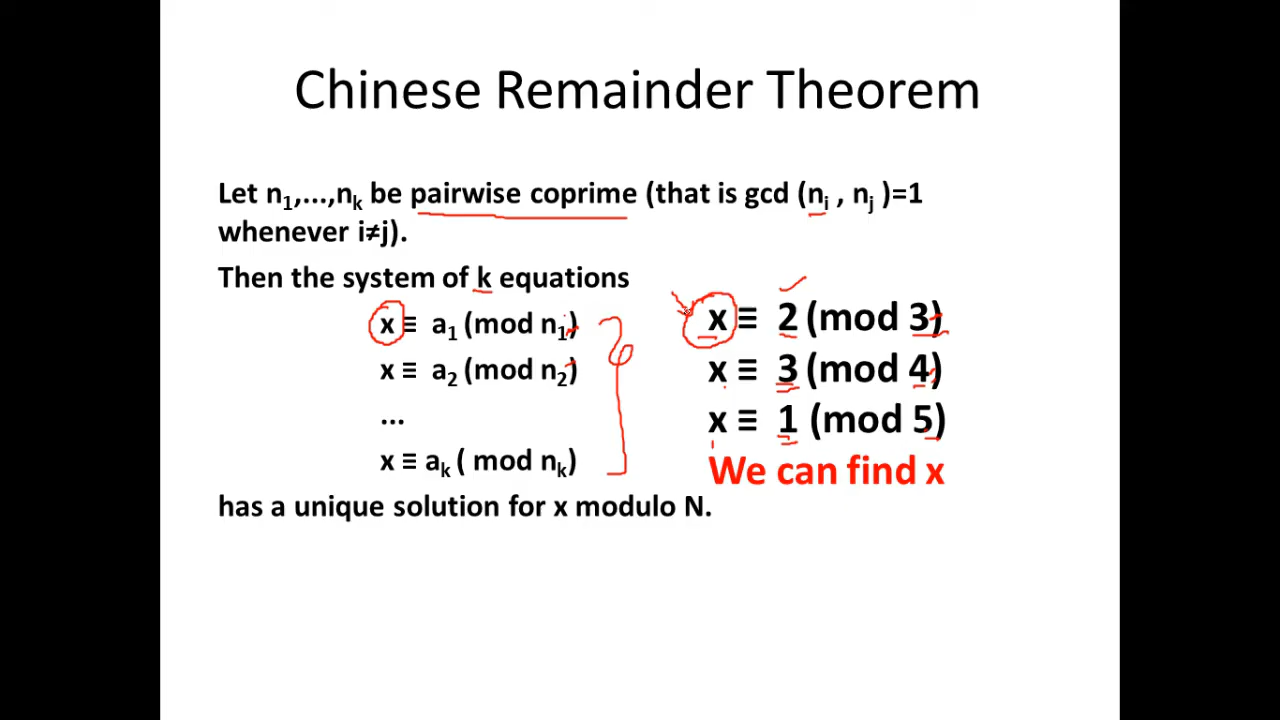 Chinese Remainder Theorem
Let n₁,...,nₖ be pairwise coprime (that is gcd (nᵢ , nⱼ )=1
whenever i≠j).
Then the system of k equations
x ≡ a₁ (mod n₁)
x ≡ a₂ (mod n₂)
...
x ≡ aₖ ( mod nₖ)
has a unique solution for x modulo N.
x ≡ 2 (mod 3)
x ≡ 3 (mod 4)
x ≡ 1 (mod 5)
We can find x